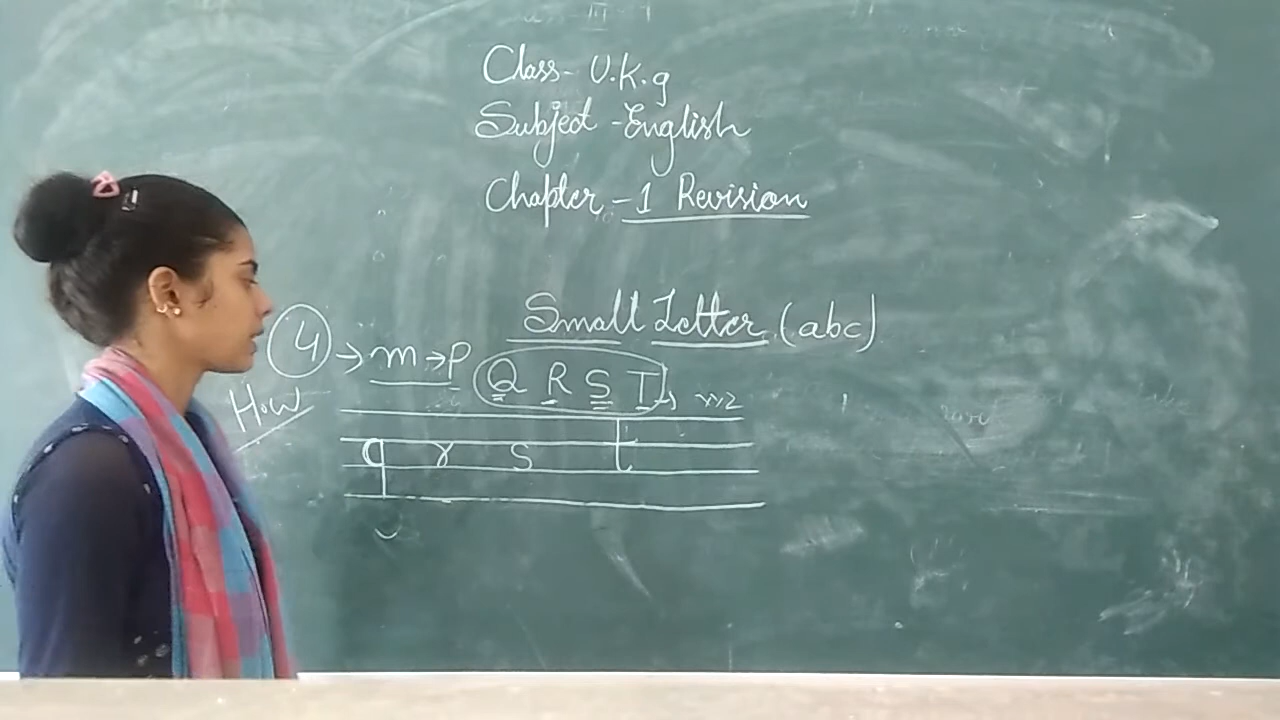 Class- U.K.g
Subject -English
Chapter -1 Revision
Small Letter (abc)
4 → m → p Q R S T
How
q r s t